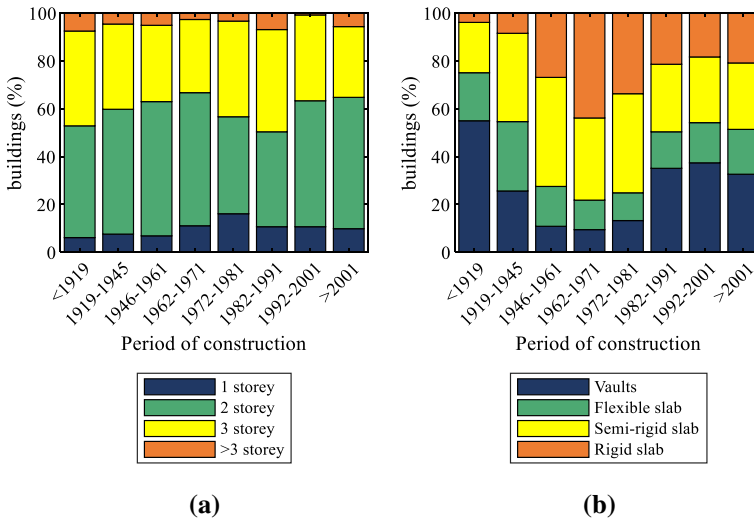 100
80
60
40
20
0
buildings (%)
<1919
1919-1945
1946-1961
1962-1971
1972-1981
1982-1991
1992-2001
>2001
Period of construction
1 storey
2 storey
3 storey
>3 storey
(a)
100
80
60
40
20
0
buildings (%)
<1919
1919-1945
1946-1961
1962-1971
1972-1981
1982-1991
1992-2001
>2001
Period of construction
Vaults
Flexible slab
Semi-rigid slab
Rigid slab
(b)